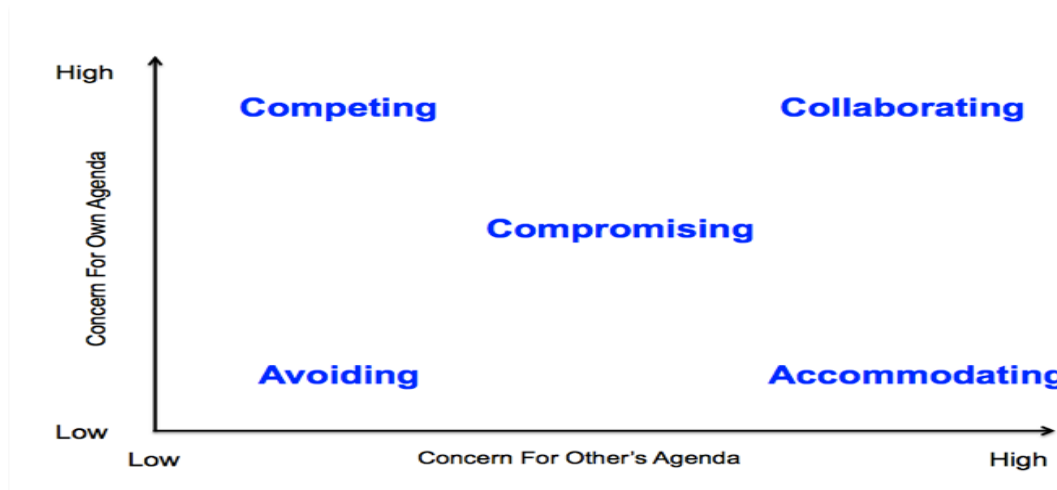 High
Competing
Collaborating
Concern For Own Agenda
Compromising
Avoiding
Accommodating
Low
Low
Concern For Other's Agenda
High